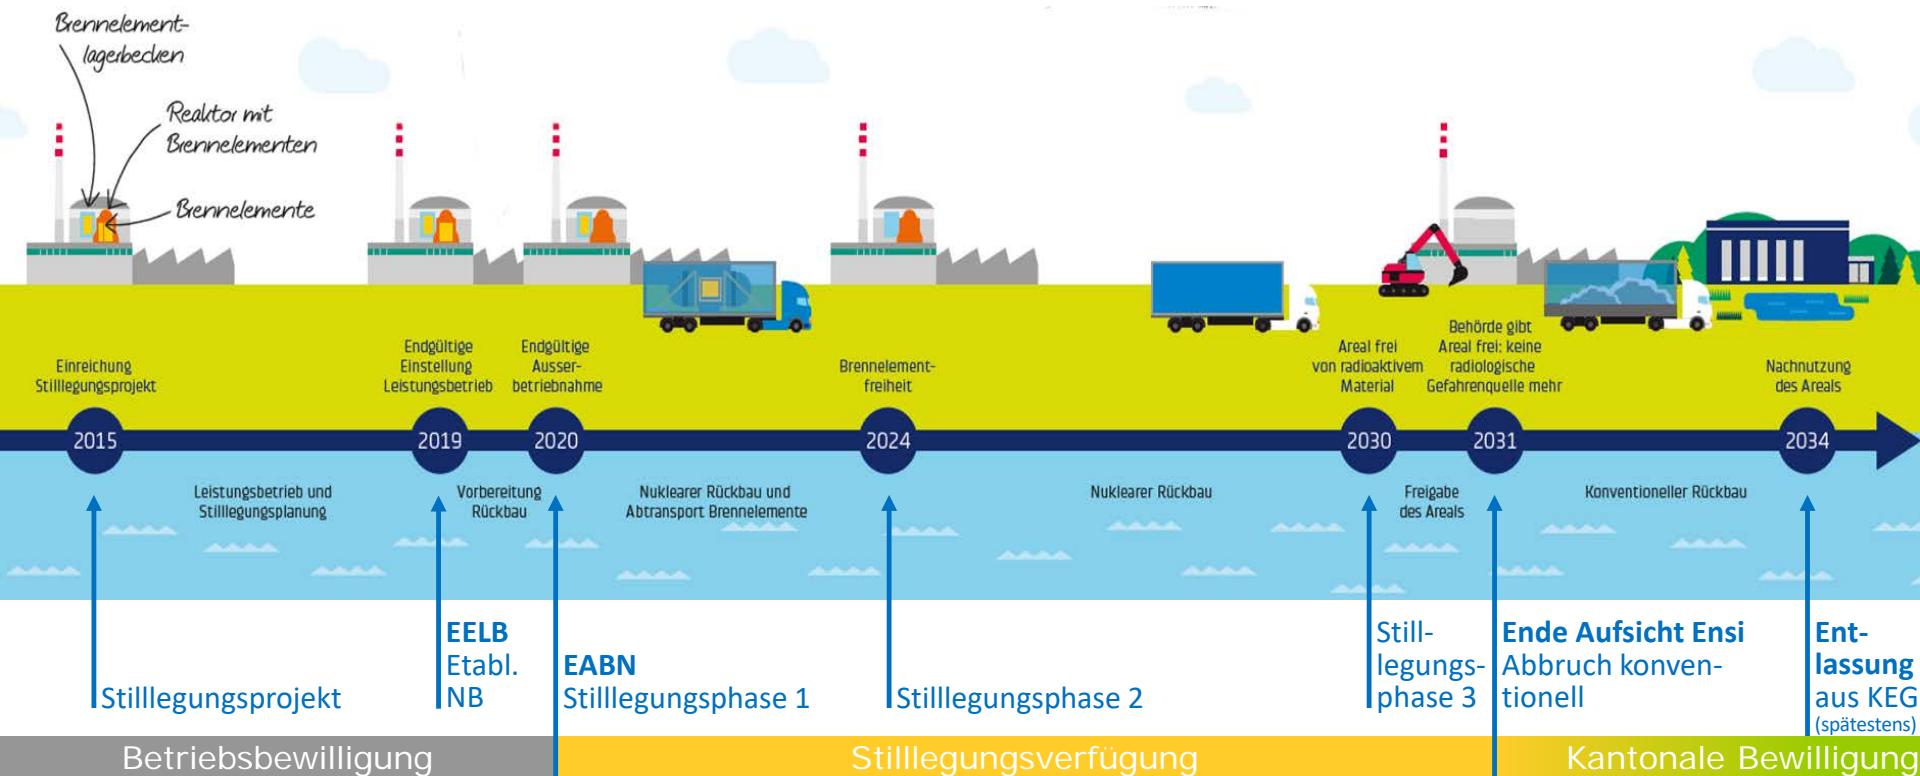 Brennelement-
lagerbecken
Reaktor mit
Brennelementen
Brennelemente
Einreichung
Stilllegungsprojekt
Endgültige
Einstellung
Leistungsbetrieb
Endgültige
Ausser-
betriebnahme
Brennelement-
freiheit
Areal frei
von radioaktivem
Material
Behörde gibt
Areal frei: keine
radiologische
Gefahrenquelle mehr
Nachnutzung
des Areals
2015
2019
2020
2024
2030
2031
2034
Leistungsbetrieb und
Stilllegungsplanung
Vorbereitung
Rückbau
Nuklearer Rückbau und
Abtransport Brennelemente
Nuklearer Rückbau
Freigabe
des Areals
Konventioneller Rückbau
Stilllegungsprojekt
EELB
Etabl.
NB
EABN
Stilllegungsphase 1
Stilllegungsphase 2
Still-
legungs-
phase 3
Ende Aufsicht Ensi
Abbruch konven-
tionell
Ent-
lassung
aus KEG
(spätestens)
Betriebsbewilligung
Stilllegungsverfügung
Kantonale Bewilligung